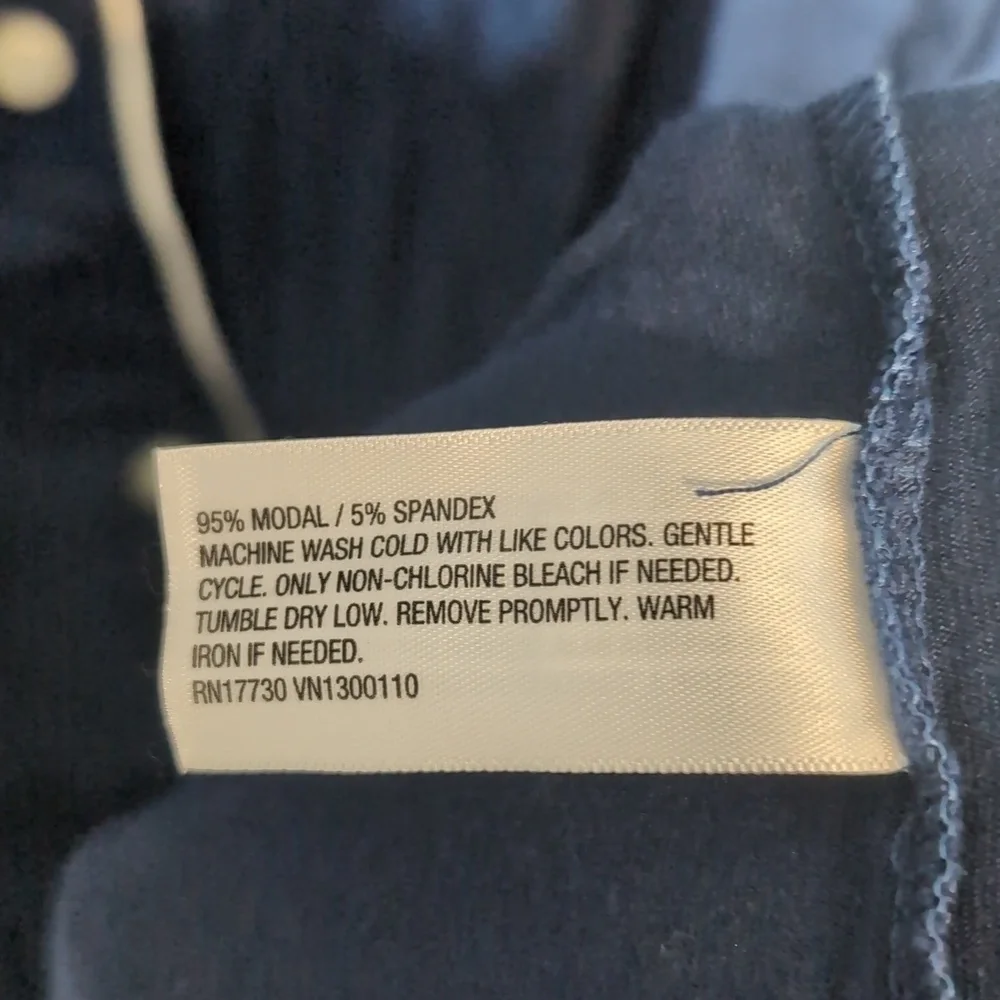 95% MODAL / 5% SPANDEX
MACHINE WASH COLD WITH LIKE COLORS. GENTLE
CYCLE. ONLY NON-CHLORINE BLEACH IF NEEDED.
TUMBLE DRY LOW. REMOVE PROMPTLY. WARM
IRON IF NEEDED.
RN17730 VN1300110